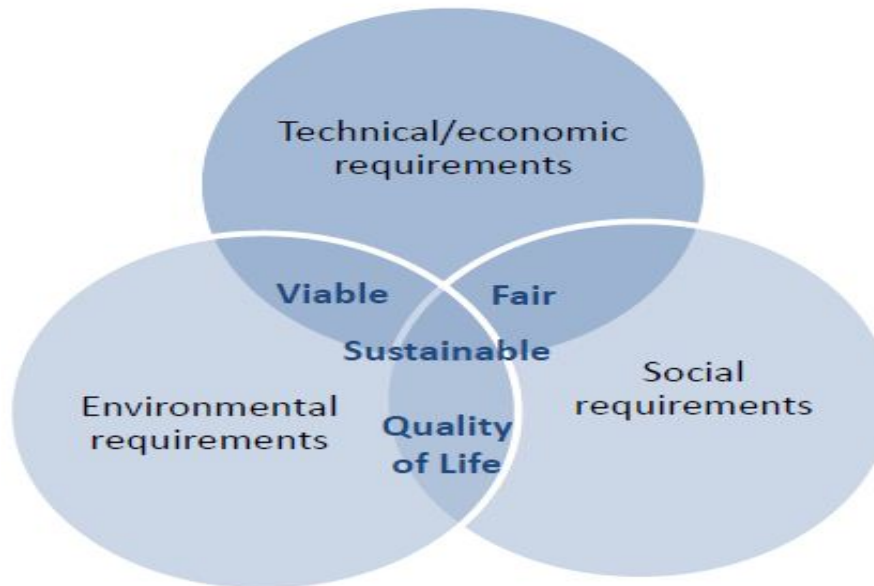 Technical/economic
requirements
Viable
Fair
Sustainable
Social
requirements
Environmental
requirements
Quality
of Life